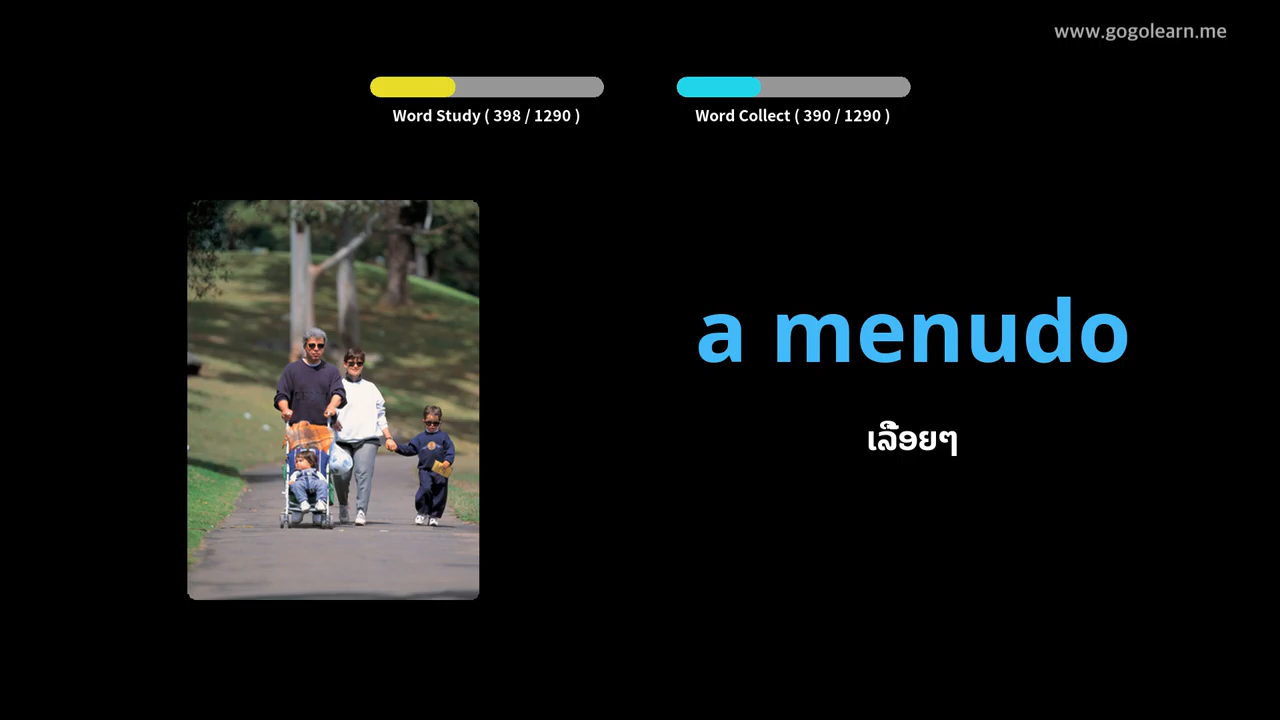 www.gogolearn.me
Word Study ( 398 / 1290 )
Word Collect ( 390 / 1290 )
a menudo
ເລື້ອຍໆ